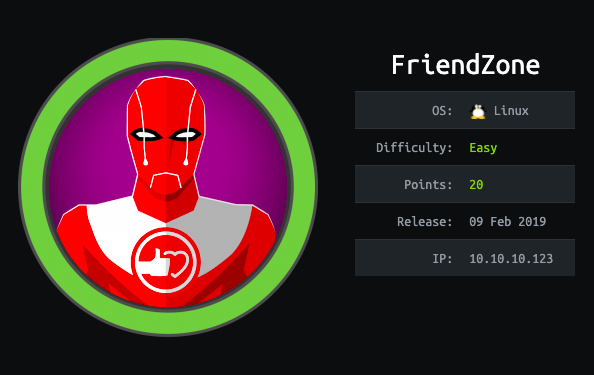 FriendZone
OS: Linux
Difficulty: Easy
Points: 20
Release: 09 Feb 2019
IP: 10.10.10.123